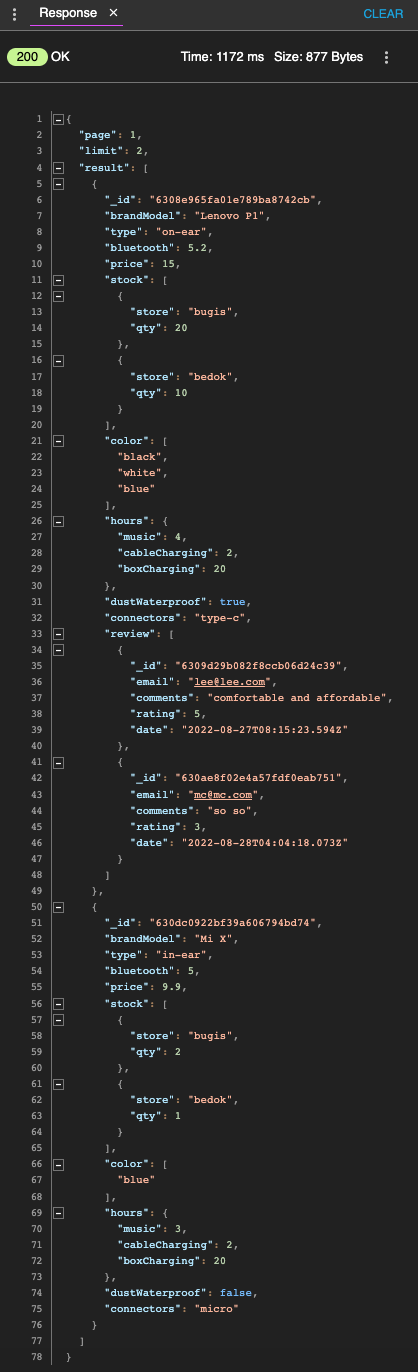 Response ×
CLEAR
200 OK Time: 1172 ms Size: 877 Bytes
1 {
2 "page": 1,
3 "limit": 2,
4 "result": [
5 {
6 "_id": "6308e965fa01e789ba8742cb",
7 "brandModel": "Lenovo P1",
8 "type": "on-ear",
9 "bluetooth": 5.2,
10 "price": 15,
11 "stock": [
12 {
13 "store": "bugis",
14 "qty": 20
15 },
16 {
17 "store": "bedok",
18 "qty": 10
19 }
20 ],
21 "color": [
22 "black",
23 "white",
24 "blue"
25 ],
26 "hours": {
27 "music": 4,
28 "cableCharging": 2,
29 "boxCharging": 20
30 },
31 "dustWaterproof": true,
32 "connectors": "type-c",
33 "review": [
34 {
35 "_id": "6309d29b082f8ccb06d24c39",
36 "email": "lee@lee.com",
37 "comments": "comfortable and affordable",
38 "rating": 5,
39 "date": "2022-08-27T08:15:23.594Z"
40 },
41 {
42 "_id": "630ae8f02e4a57fdf0eab751",
43 "email": "mc@mc.com",
44 "comments": "so so",
45 "rating": 3,
46 "date": "2022-08-28T04:04:18.073Z"
47 }
48 ]
49 },
50 {
51 "_id": "630dc0922bf39a606794bd74",
52 "brandModel": "Mi X",
53 "type": "in-ear",
54 "bluetooth": 5,
55 "price": 9.9,
56 "stock": [
57 {
58 "store": "bugis",
59 "qty": 2
60 },
61 {
62 "store": "bedok",
63 "qty": 1
64 }
65 ],
66 "color": [
67 "blue"
68 ],
69 "hours": {
70 "music": 3,
71 "cableCharging": 2,
72 "boxCharging": 20
73 },
74 "dustWaterproof": false,
75 "connectors": "micro"
76 }
77 ]
78 }